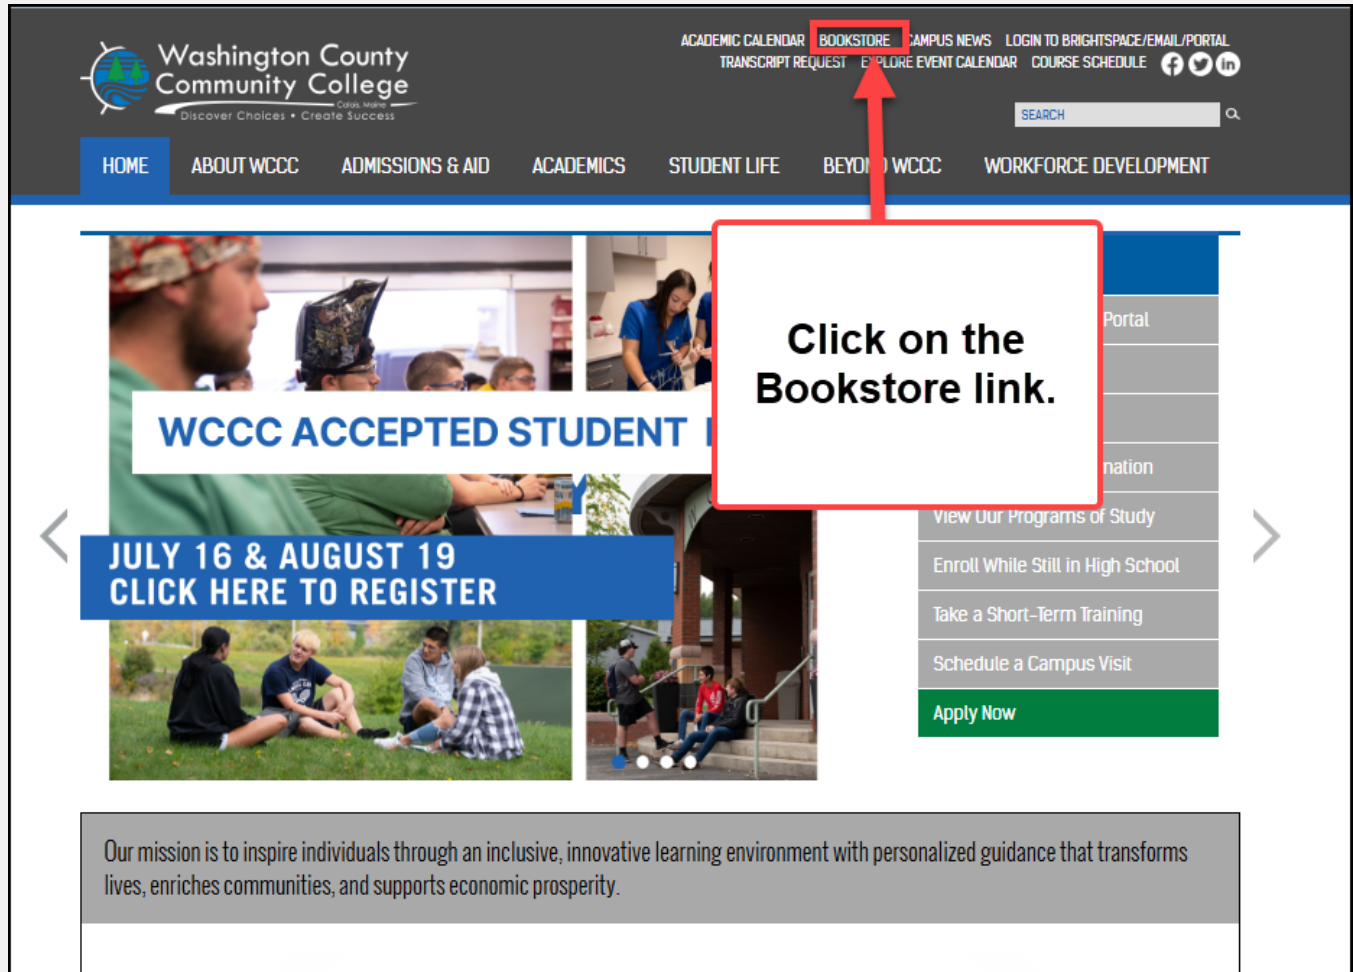 Washington County
Community College
Calais, Maine
Discover Choices • Create Success
ACADEMIC CALENDAR BOOKSTORE CAMPUS NEWS LOGIN TO BRIGHTSPACE/EMAIL/PORTAL
TRANSCRIPT REQUEST EXPLORE EVENT CALENDAR COURSE SCHEDULE
SEARCH
HOME ABOUT WCCC ADMISSIONS & AID ACADEMICS STUDENT LIFE BEYOND WCCC WORKFORCE DEVELOPMENT
Click on the
Bookstore link.
WCCC ACCEPTED STUDENT
JULY 16 & AUGUST 19
CLICK HERE TO REGISTER
Portal
View Our Programs of Study
Enroll While Still in High School
Take a Short-Term Training
Schedule a Campus Visit
Apply Now
Our mission is to inspire individuals through an inclusive, innovative learning environment with personalized guidance that transforms
lives, enriches communities, and supports economic prosperity.